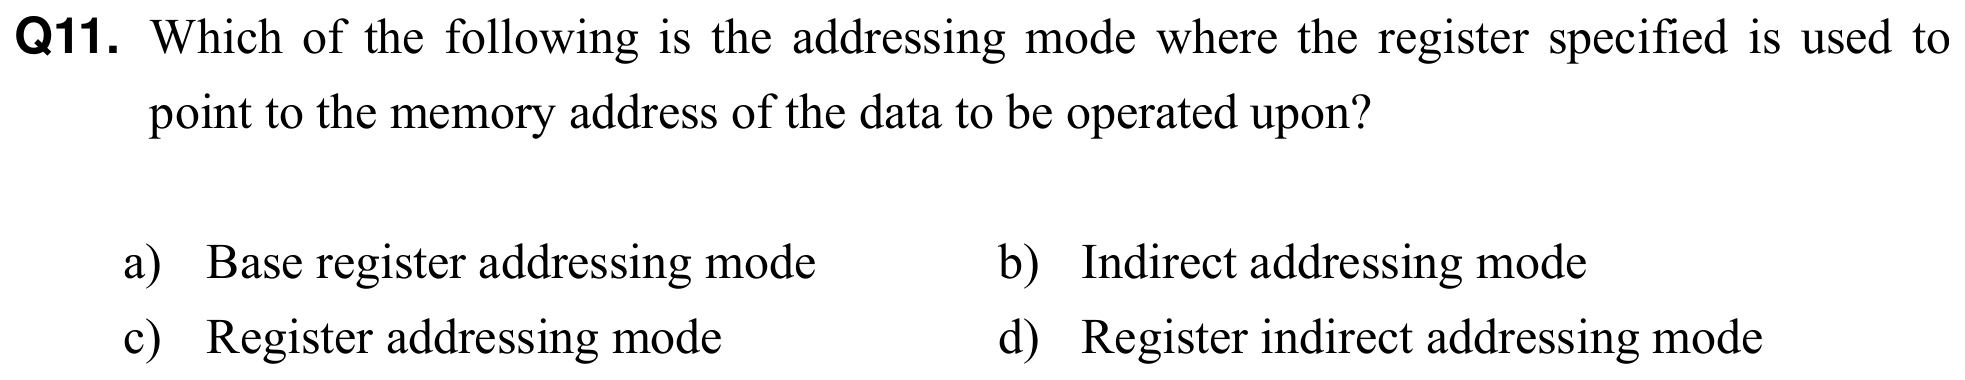 Q11. Which of the following is the addressing mode where the register specified is used to
point to the memory address of the data to be operated upon?
a) Base register addressing mode b) Indirect addressing mode
c) Register addressing mode d) Register indirect addressing mode